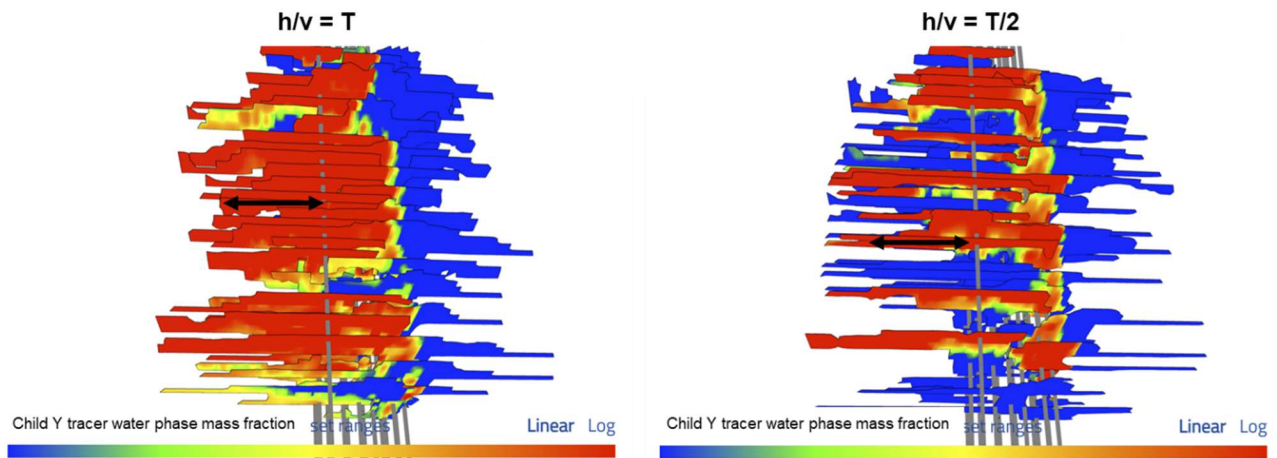 h/v = T
h/v = T/2
Child Y tracer water phase mass fraction
set ranges
Linear Log
Child Y tracer water phase mass fraction
set ranges
Linear Log